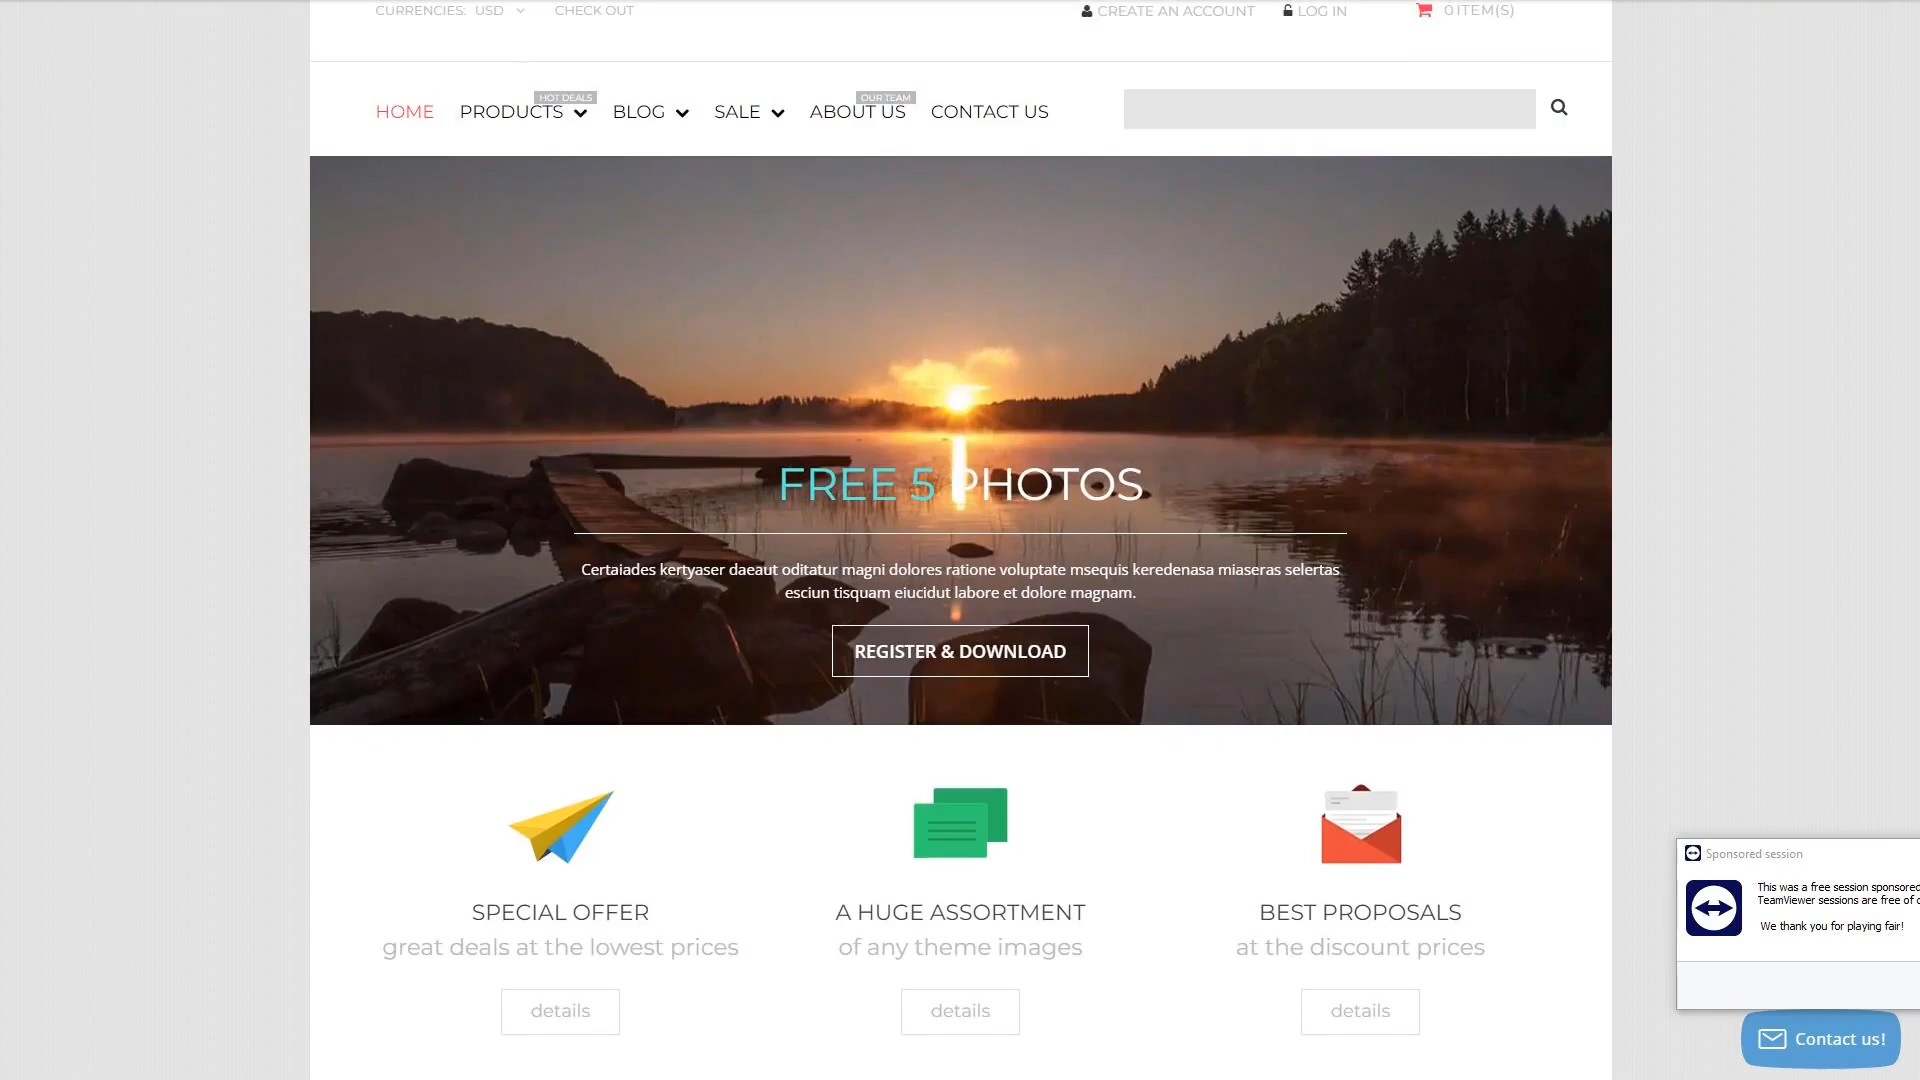 CURRENCIES: USD
CHECK OUT
CREATE AN ACCOUNT
LOG IN
0 ITEM(S)
HOT DEALS
OUR TEAM
HOME
PRODUCTS
BLOG
SALE
ABOUT US
CONTACT US
FREE 5 PHOTOS
Certaiades kertyaser daeaut oditatur magni dolores ratione voluptate msequis keredenasa miaseras selertas
esciun tisquam eiucidut labore et dolore magnam.
REGISTER & DOWNLOAD
SPECIAL OFFER
great deals at the lowest prices
details
A HUGE ASSORTMENT
of any theme images
details
BEST PROPOSALS
at the discount prices
details
Sponsored session
This was a free session sponsored
TeamViewer sessions are free of
We thank you for playing fair!
Contact us!